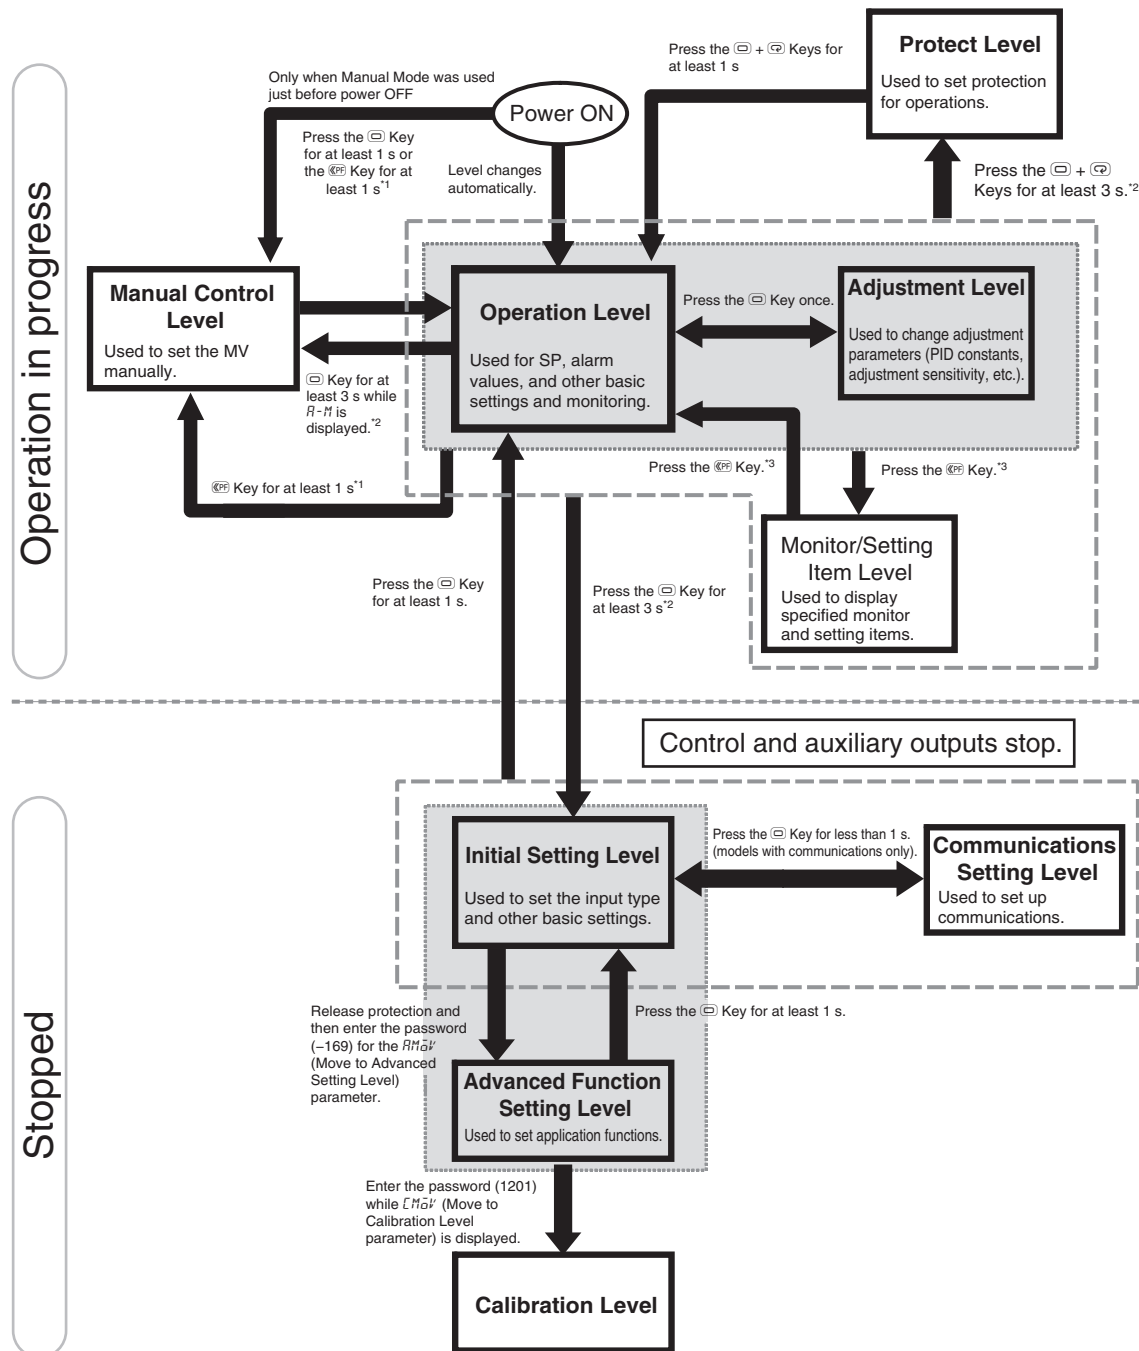 Operation in progress
Only when Manual Mode was used
just before power OFF
Power ON
Press the Key
for at least 1 s or
the PF Key for at
least 1 s*1
Level changes
automatically.
Press the + Keys for
at least 1 s
Protect Level
Used to set protection
for operations.
Press the +
Keys for at least 3 s.*2
Manual Control
Level
Used to set the MV
manually.
Operation Level
Used for SP, alarm
values, and other basic
settings and monitoring.
Press the Key once.
Adjustment Level
Used to change adjustment
parameters (PID constants,
adjustment sensitivity, etc.).
Key for at
least 3 s while
A-M is
displayed.*2
PF Key for at least 1 s*1
Press the PF Key.*3
Press the PF Key.*3
Monitor/Setting
Item Level
Used to display
specified monitor
and setting items.
Press the Key
for at least 1 s.
Press the Key for
at least 3 s*2
Control and auxiliary outputs stop.
Stopped
Initial Setting Level
Used to set the input type
and other basic settings.
Press the Key for less than 1 s.
(models with communications only).
Communications
Setting Level
Used to set up
communications.
Release protection and
then enter the password
(−169) for the AMoV
(Move to Advanced
Setting Level)
parameter.
Press the Key for at least 1 s.
Advanced Function
Setting Level
Used to set application functions.
Enter the password (1201)
while CMoV (Move to
Calibration Level
parameter) is displayed.
Calibration Level